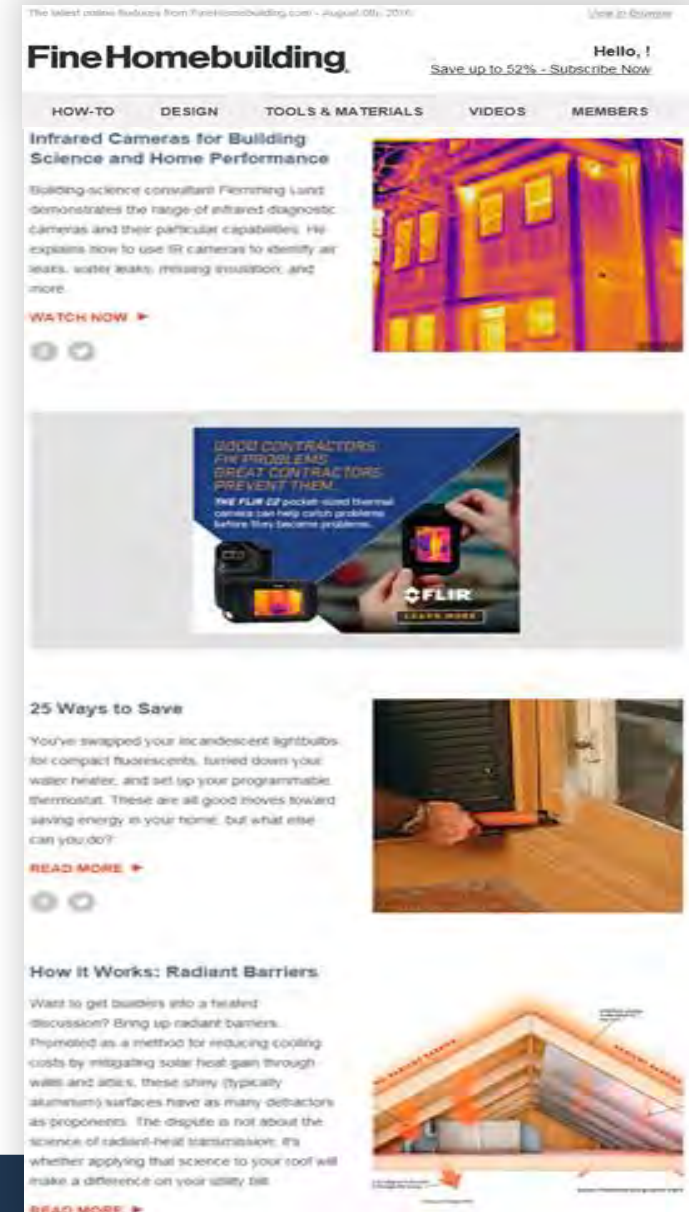 The latest online features from FineHomebuilding.com - August 08, 2016
View in Browser
Fine Homebuilding
Hello, !
Save up to 52% - Subscribe Now
HOW-TO DESIGN TOOLS & MATERIALS VIDEOS MEMBERS
Infrared Cameras for Building
Science and Home Performance
Building-science consultant Flemming Lund
demonstrates the range of infrared diagnostic
cameras and their particular capabilities. He
explains how to use IR cameras to identify air
leaks, water leaks, missing insulation, and
more.
WATCH NOW
GOOD CONTRACTORS
FIX PROBLEMS.
GREAT CONTRACTORS
PREVENT THEM.
THE FLIR C2 pocket-sized thermal
camera can help catch problems
before they become problems.
FLIR
LEARN MORE
25 Ways to Save
You've swapped your incandescent lightbulbs
for compact fluorescents, turned down your
water heater, and set up your programmable
thermostat. These are all good moves toward
saving energy in your home, but what else
can you do?
READ MORE
How it Works: Radiant Barriers
Want to get builders into a heated
discussion? Bring up radiant barriers.
Promoted as a method for reducing cooling
costs by mitigating solar heat gain through
walls and attics, these shiny (typically
aluminum) surfaces have as many detractors
as proponents. The dispute is not about the
science of radiant-heat transmission; it's
whether applying that science to your roof will
make a difference on your utility bill.
READ MORE